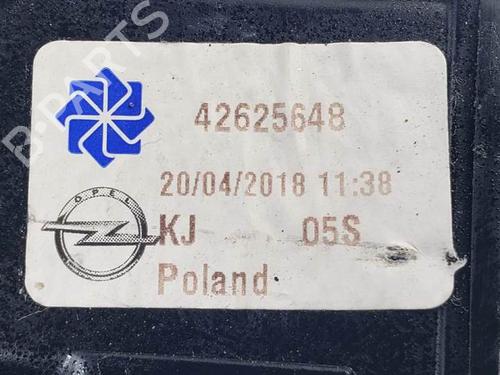 B-PARTS
42625648
20/04/2018 11:38
OPEL
KJ 05S
Poland